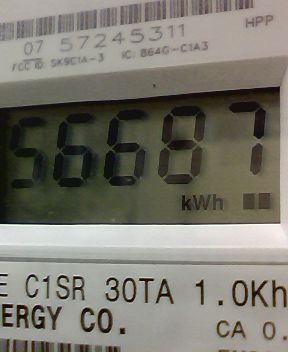 07 57245311
HPP
FCC ID: SK9C1A-3 IC: 864G-C1A3
56687
kWh
E C1SR 30TA 1.0Kh
ERGY CO.
CA 0.